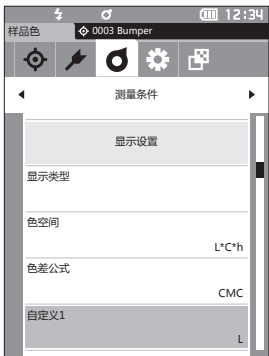 12:34
样品色 0003 Bumper
测量条件
显示设置
显示类型
色空间
L*C*h
色差公式
CMC
自定义1
L